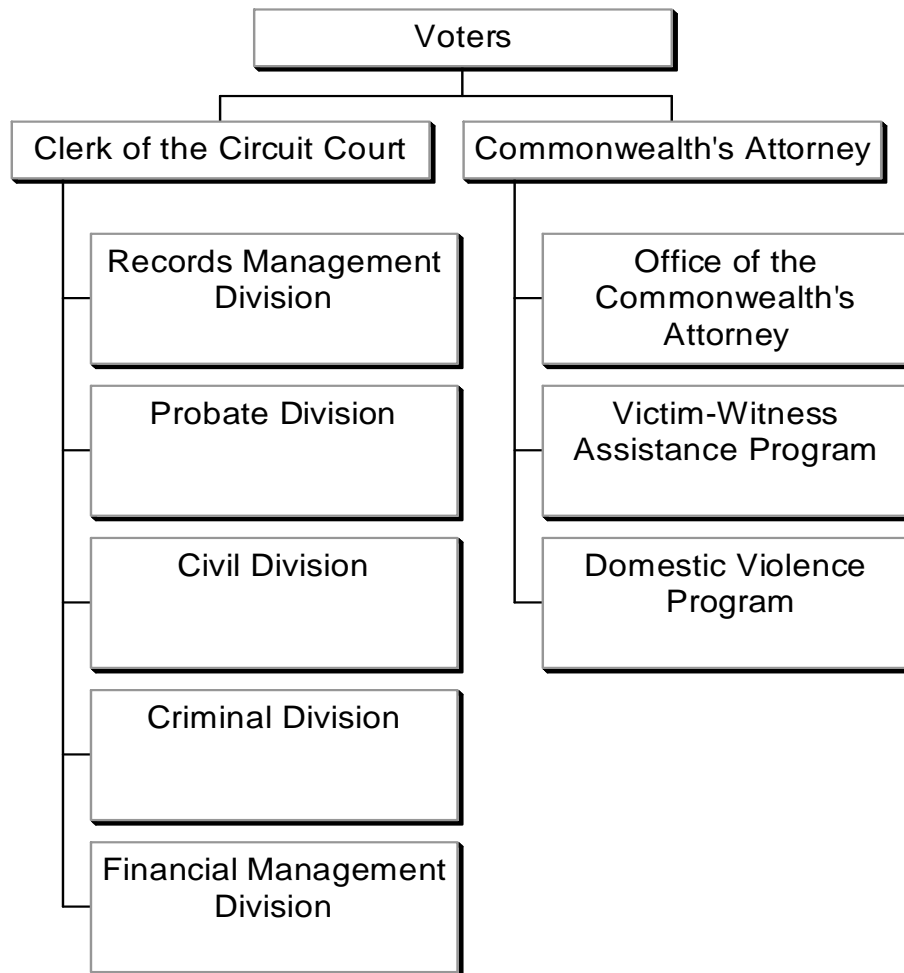 Voters
Clerk of the Circuit Court
Commonwealth's Attorney
Records Management
Division
Probate Division
Civil Division
Criminal Division
Financial Management
Division
Office of the
Commonwealth's
Attorney
Victim-Witness
Assistance Program
Domestic Violence
Program